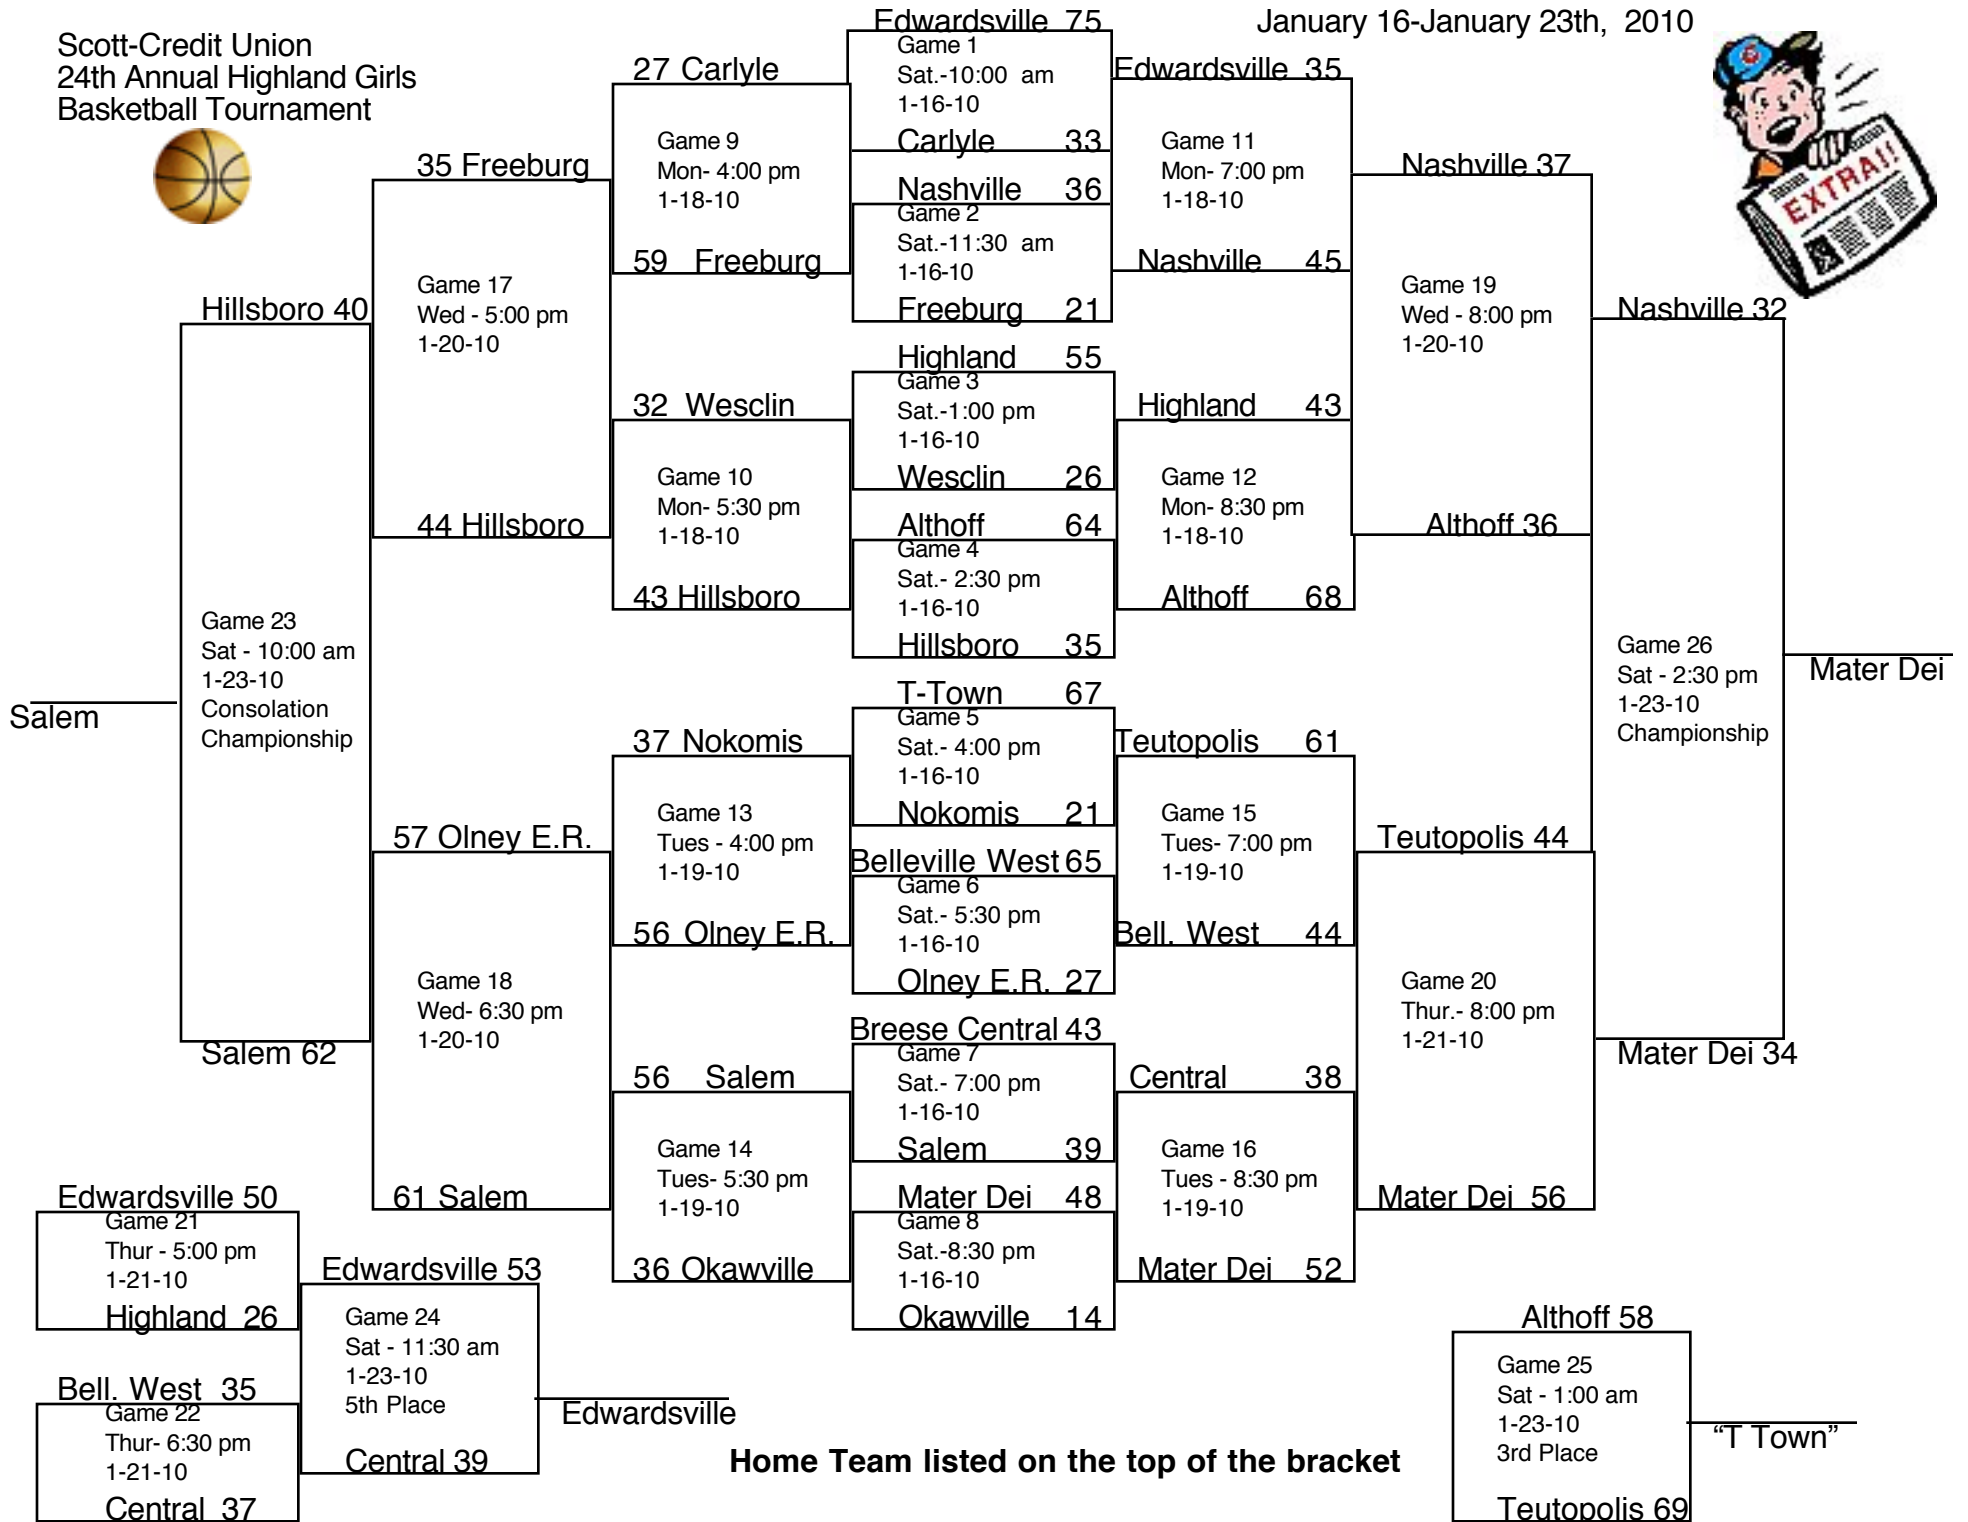 Scott-Credit Union
24th Annual Highland Girls
Basketball Tournament
January 16-January 23th, 2010
EXTRA!!
Edwardsville 75
Game 1
Sat.-10:00 am
1-16-10
Carlyle 33
Nashville 36
Game 2
Sat.-11:30 am
1-16-10
Freeburg 21
Highland 55
Game 3
Sat.-1:00 pm
1-16-10
Wesclin 26
Althoff 64
Game 4
Sat.- 2:30 pm
1-16-10
Hillsboro 35
T-Town 67
Game 5
Sat.- 4:00 pm
1-16-10
Nokomis 21
Belleville West 65
Game 6
Sat.- 5:30 pm
1-16-10
Olney E.R. 27
Breese Central 43
Game 7
Sat.- 7:00 pm
1-16-10
Salem 39
Mater Dei 48
Game 8
Sat.-8:30 pm
1-16-10
Okawville 14
27 Carlyle
Game 9
Mon- 4:00 pm
1-18-10
59 Freeburg
32 Wesclin
Game 10
Mon- 5:30 pm
1-18-10
43 Hillsboro
37 Nokomis
Game 13
Tues - 4:00 pm
1-19-10
56 Olney E.R.
56 Salem
Game 14
Tues- 5:30 pm
1-19-10
36 Okawville
35 Freeburg
Game 17
Wed - 5:00 pm
1-20-10
44 Hillsboro
57 Olney E.R.
Game 18
Wed- 6:30 pm
1-20-10
61 Salem
Hillsboro 40
Game 23
Sat - 10:00 am
1-23-10
Consolation
Championship
Salem 62
Salem
Edwardsville 35
Game 11
Mon- 7:00 pm
1-18-10
Nashville 45
Highland 43
Game 12
Mon- 8:30 pm
1-18-10
Althoff 68
Teutopolis 61
Game 15
Tues- 7:00 pm
1-19-10
Bell. West 44
Central 38
Game 16
Tues - 8:30 pm
1-19-10
Mater Dei 52
Nashville 37
Game 19
Wed - 8:00 pm
1-20-10
Althoff 36
Teutopolis 44
Game 20
Thur.- 8:00 pm
1-21-10
Mater Dei 56
Nashville 32
Game 26
Sat - 2:30 pm
1-23-10
Championship
Mater Dei 34
Mater Dei
Edwardsville 50
Game 21
Thur - 5:00 pm
1-21-10
Highland 26
Bell. West 35
Game 22
Thur- 6:30 pm
1-21-10
Central 37
Edwardsville 53
Game 24
Sat - 11:30 am
1-23-10
5th Place
Central 39
Edwardsville
Home Team listed on the top of the bracket
Althoff 58
Game 25
Sat - 1:00 am
1-23-10
3rd Place
Teutopolis 69
“T Town”